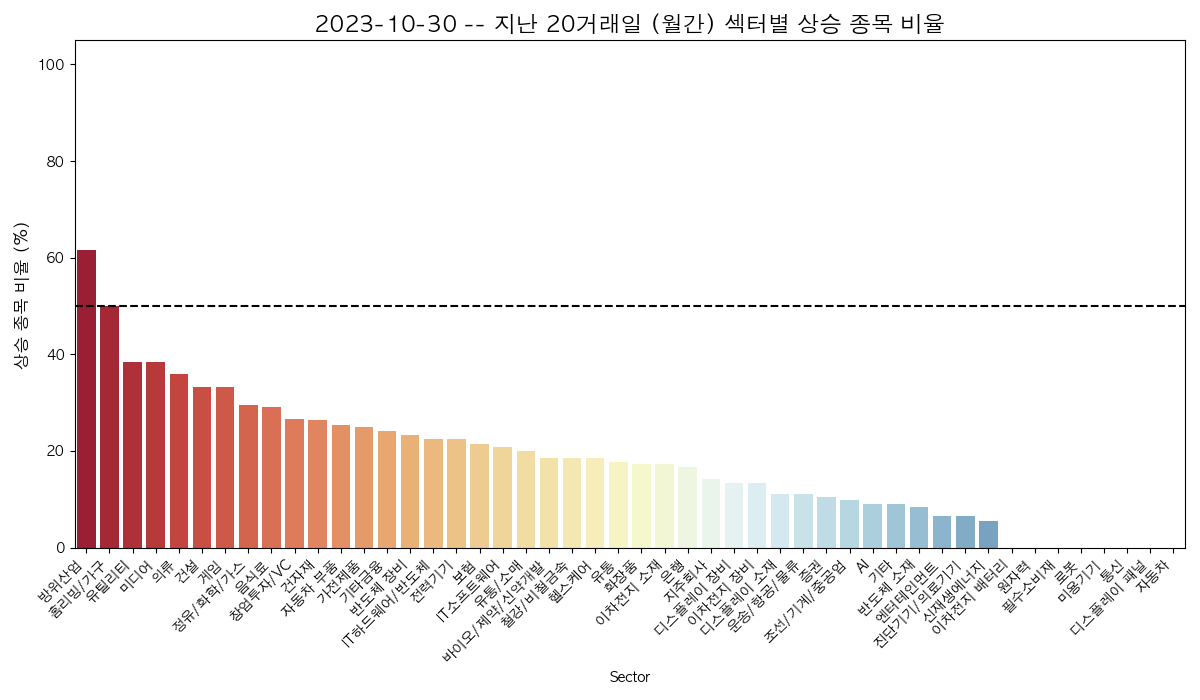 2023-10-30 -- 지난 20거래일 (월간) 섹터별 상승 종목 비율
상승 종목 비율 (%)
100
80
60
40
20
0
방위산업
홈리빙/가구
유틸리티
미디어
의류
건설
게임
정유/화학/가스
음식료
창업투자/VC
건자재
자동차 부품
가전제품
기타금융
반도체 장비
IT하드웨어/반도체
전력기기
보험
IT소프트웨어
유통/소매
바이오/제약/신약개발
철강/비철금속
헬스케어
유통
화장품
이차전지 소재
은행
지주회사
디스플레이 장비
이차전지 장비
디스플레이 소재
운송/항공/물류
증권
조선/기계/중공업
AI
기타
반도체 소재
엔터테인먼트
진단기기/의료기기
신재생에너지
이차전지 배터리
원자력
필수소비재
로봇
미용기기
통신
디스플레이 패널
자동차
Sector